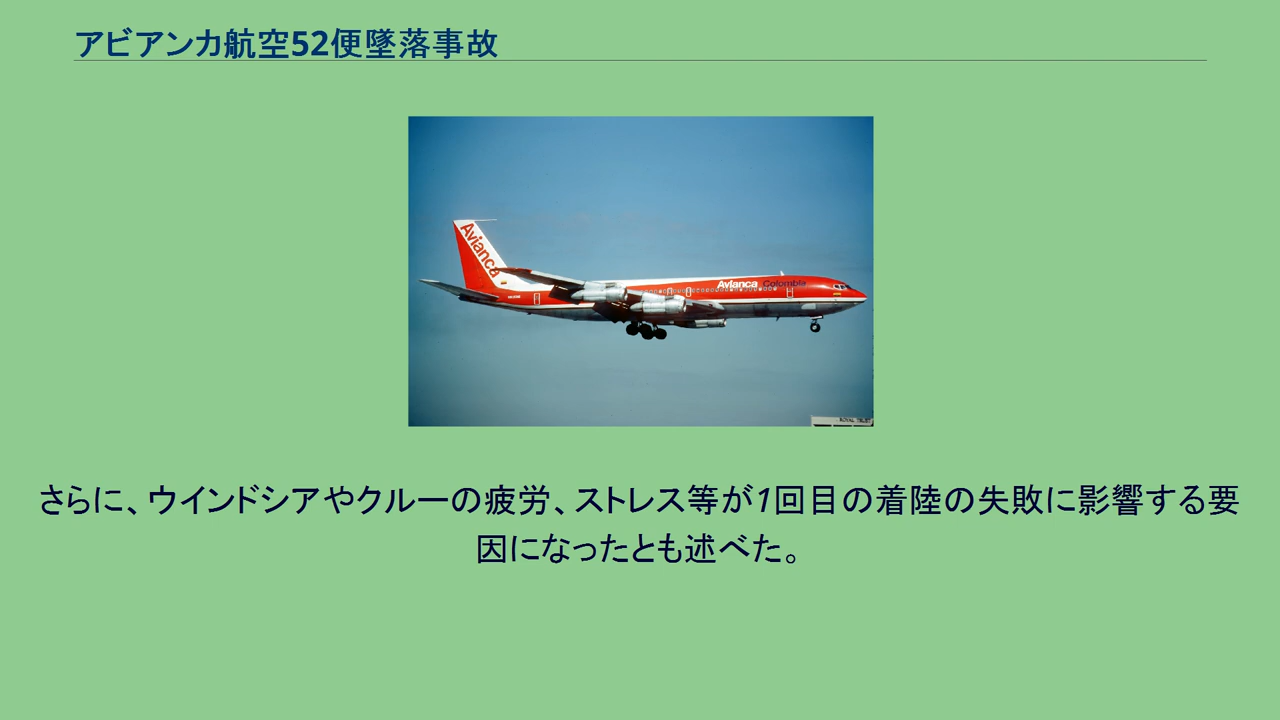 アビアンカ航空52便墜落事故
Avianca
Avianca Colombia
さらに、ウインドシアやクルーの疲労、ストレス等が1回目の着陸の失敗に影響する要
因になったとも述べた。